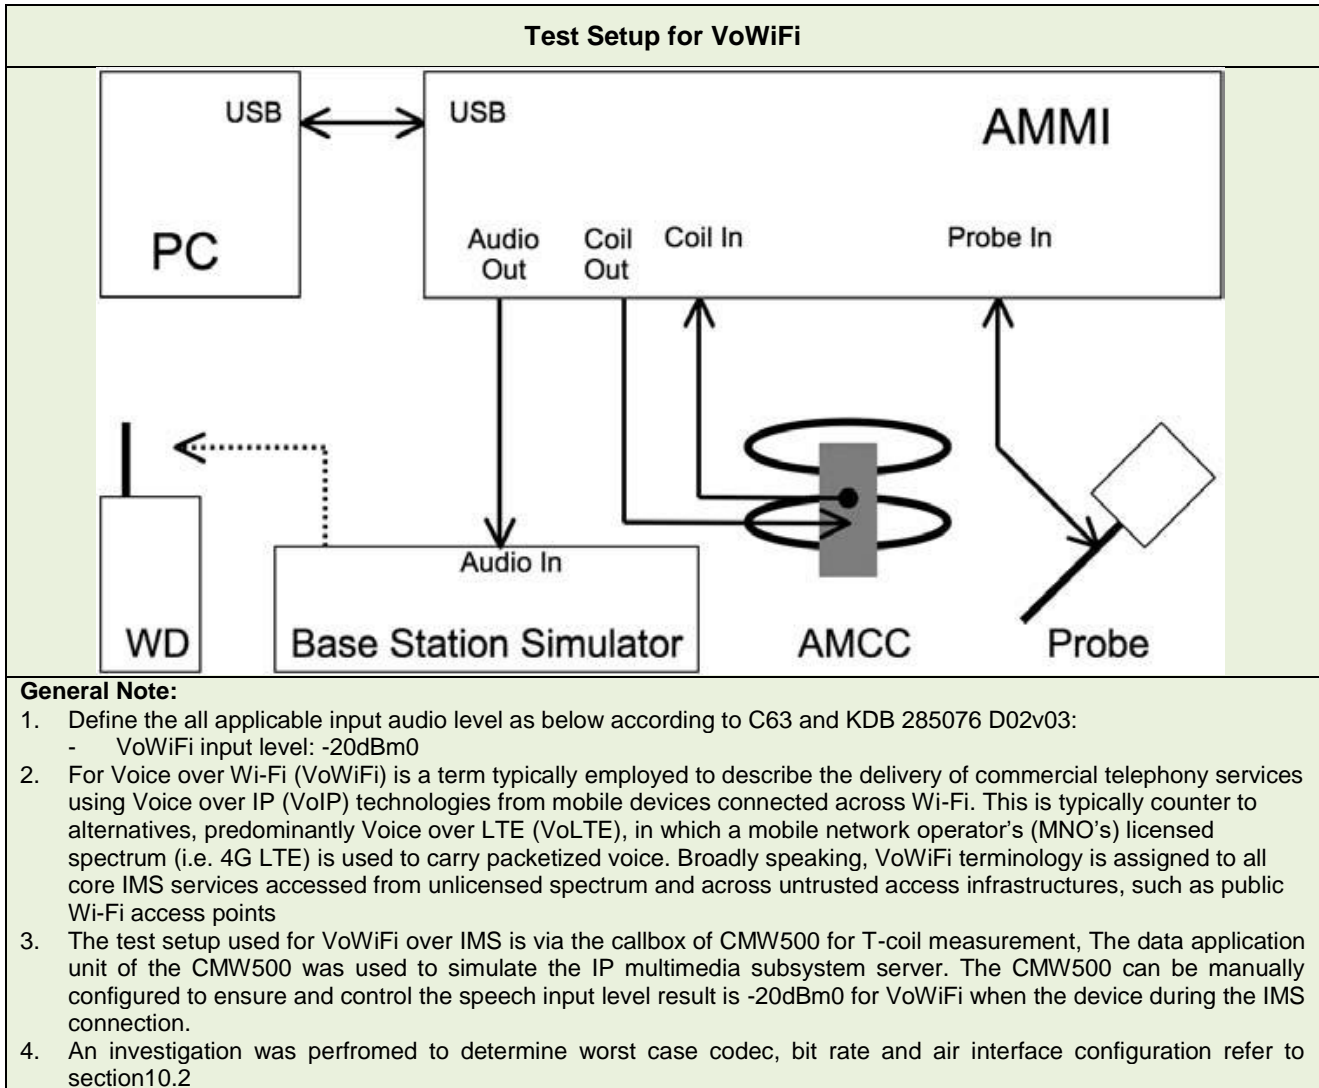 Test Setup for VoWiFi
USB
USB
AMMI
PC
Audio
Out
Coil
Out
Coil In
Probe In
Audio In
WD
Base Station Simulator
AMCC
Probe
General Note:
1. Define the all applicable input audio level as below according to C63 and KDB 285076 D02v03:
- VoWiFi input level: -20dBm0
2. For Voice over Wi-Fi (VoWiFi) is a term typically employed to describe the delivery of commercial telephony services
using Voice over IP (VoIP) technologies from mobile devices connected across Wi-Fi. This is typically counter to
alternatives, predominantly Voice over LTE (VoLTE), in which a mobile network operator's (MNO's) licensed
spectrum (i.e. 4G LTE) is used to carry packetized voice. Broadly speaking, VoWiFi terminology is assigned to all
core IMS services accessed from unlicensed spectrum and across untrusted access infrastructures, such as public
Wi-Fi access points
3. The test setup used for VoWiFi over IMS is via the callbox of CMW500 for T-coil measurement, The data application
unit of the CMW500 was used to simulate the IP multimedia subsystem server. The CMW500 can be manually
configured to ensure and control the speech input level result is -20dBm0 for VoWiFi when the device during the IMS
connection.
4. An investigation was perfromed to determine worst case codec, bit rate and air interface configuration refer to
section10.2